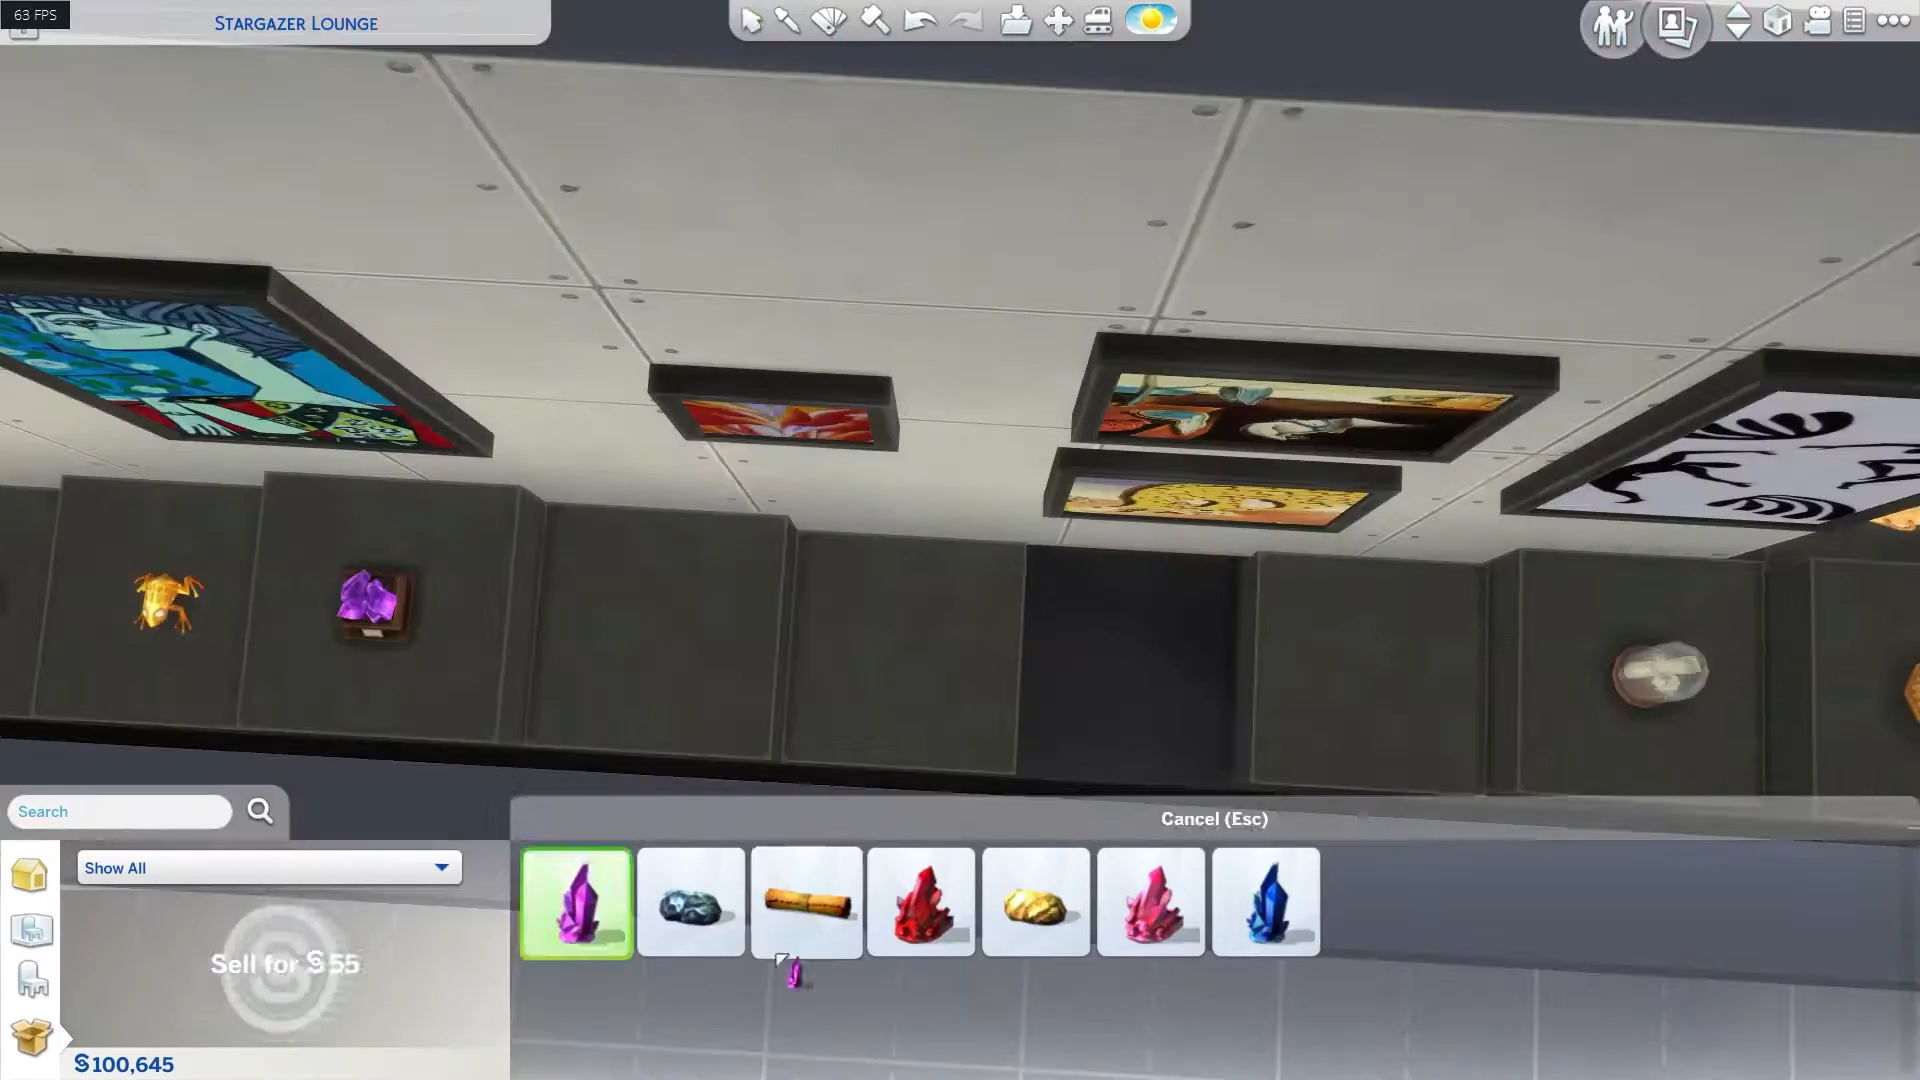 63 FPS
STARGAZER LOUNGE
Search
Cancel (Esc)
Show All
Sell for §55
§100,645